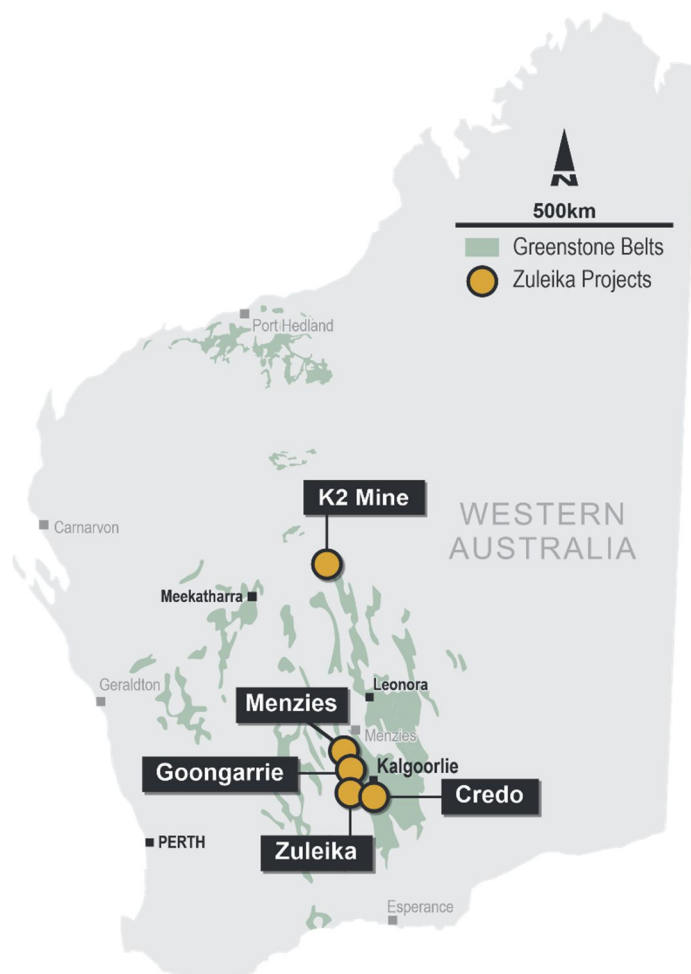 N
500km
Greenstone Belts
Zuleika Projects
Port Hedland
K2 Mine
WESTERN
AUSTRALIA
Carnarvon
Meekatharra
Geraldton
Leonora
Menzies
Menzies
Kalgoorlie
Goongarrie
Credo
PERTH
Zuleika
Esperance